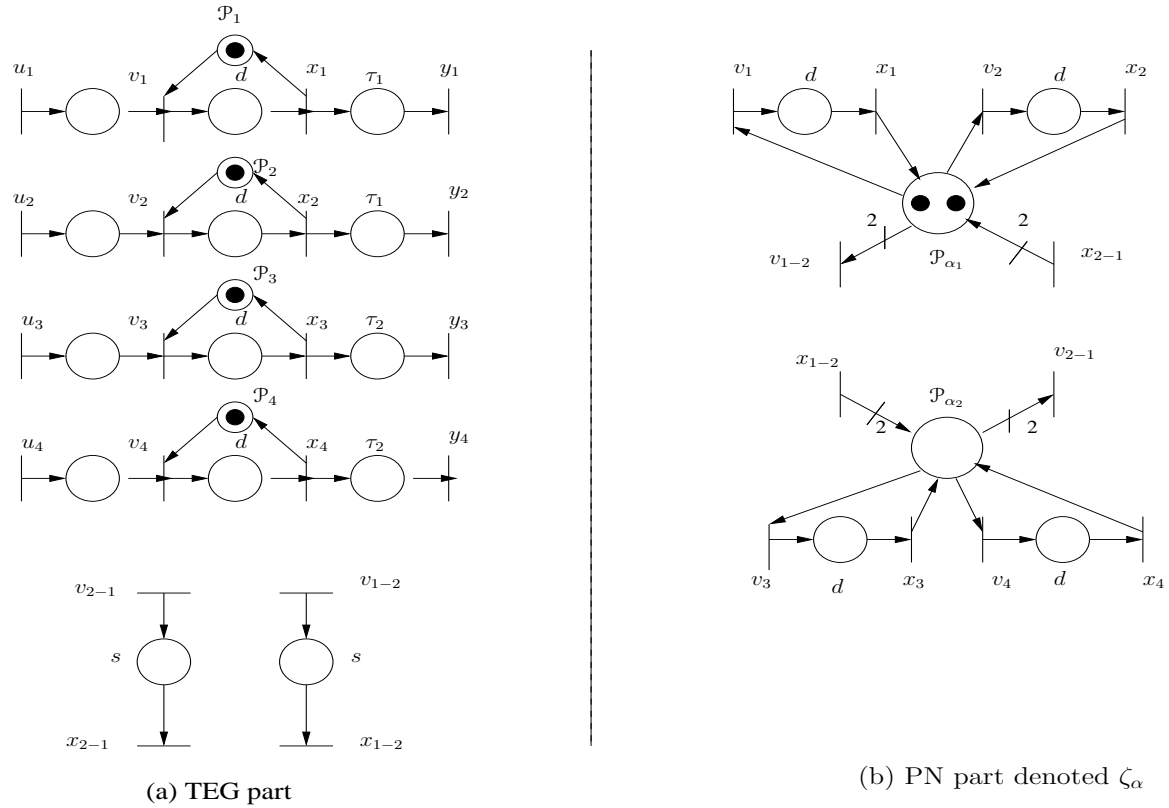 𝒫₁
u₁ v₁ d x₁ τ₁ y₁
𝒫₂
u₂ v₂ d x₂ τ₁ y₂
𝒫₃
u₃ v₃ d x₃ τ₂ y₃
𝒫₄
u₄ v₄ d x₄ τ₂ y₄
v₂₋₁ v₁₋₂
s s
x₂₋₁ x₁₋₂
(a) TEG part
v₁ d x₁ v₂ d x₂
2 2
v₁₋₂ 𝒫α₁ x₂₋₁
x₁₋₂ v₂₋₁
𝒫α₂
2 2
v₃ d x₃ v₄ d x₄
(b) PN part denoted ζα